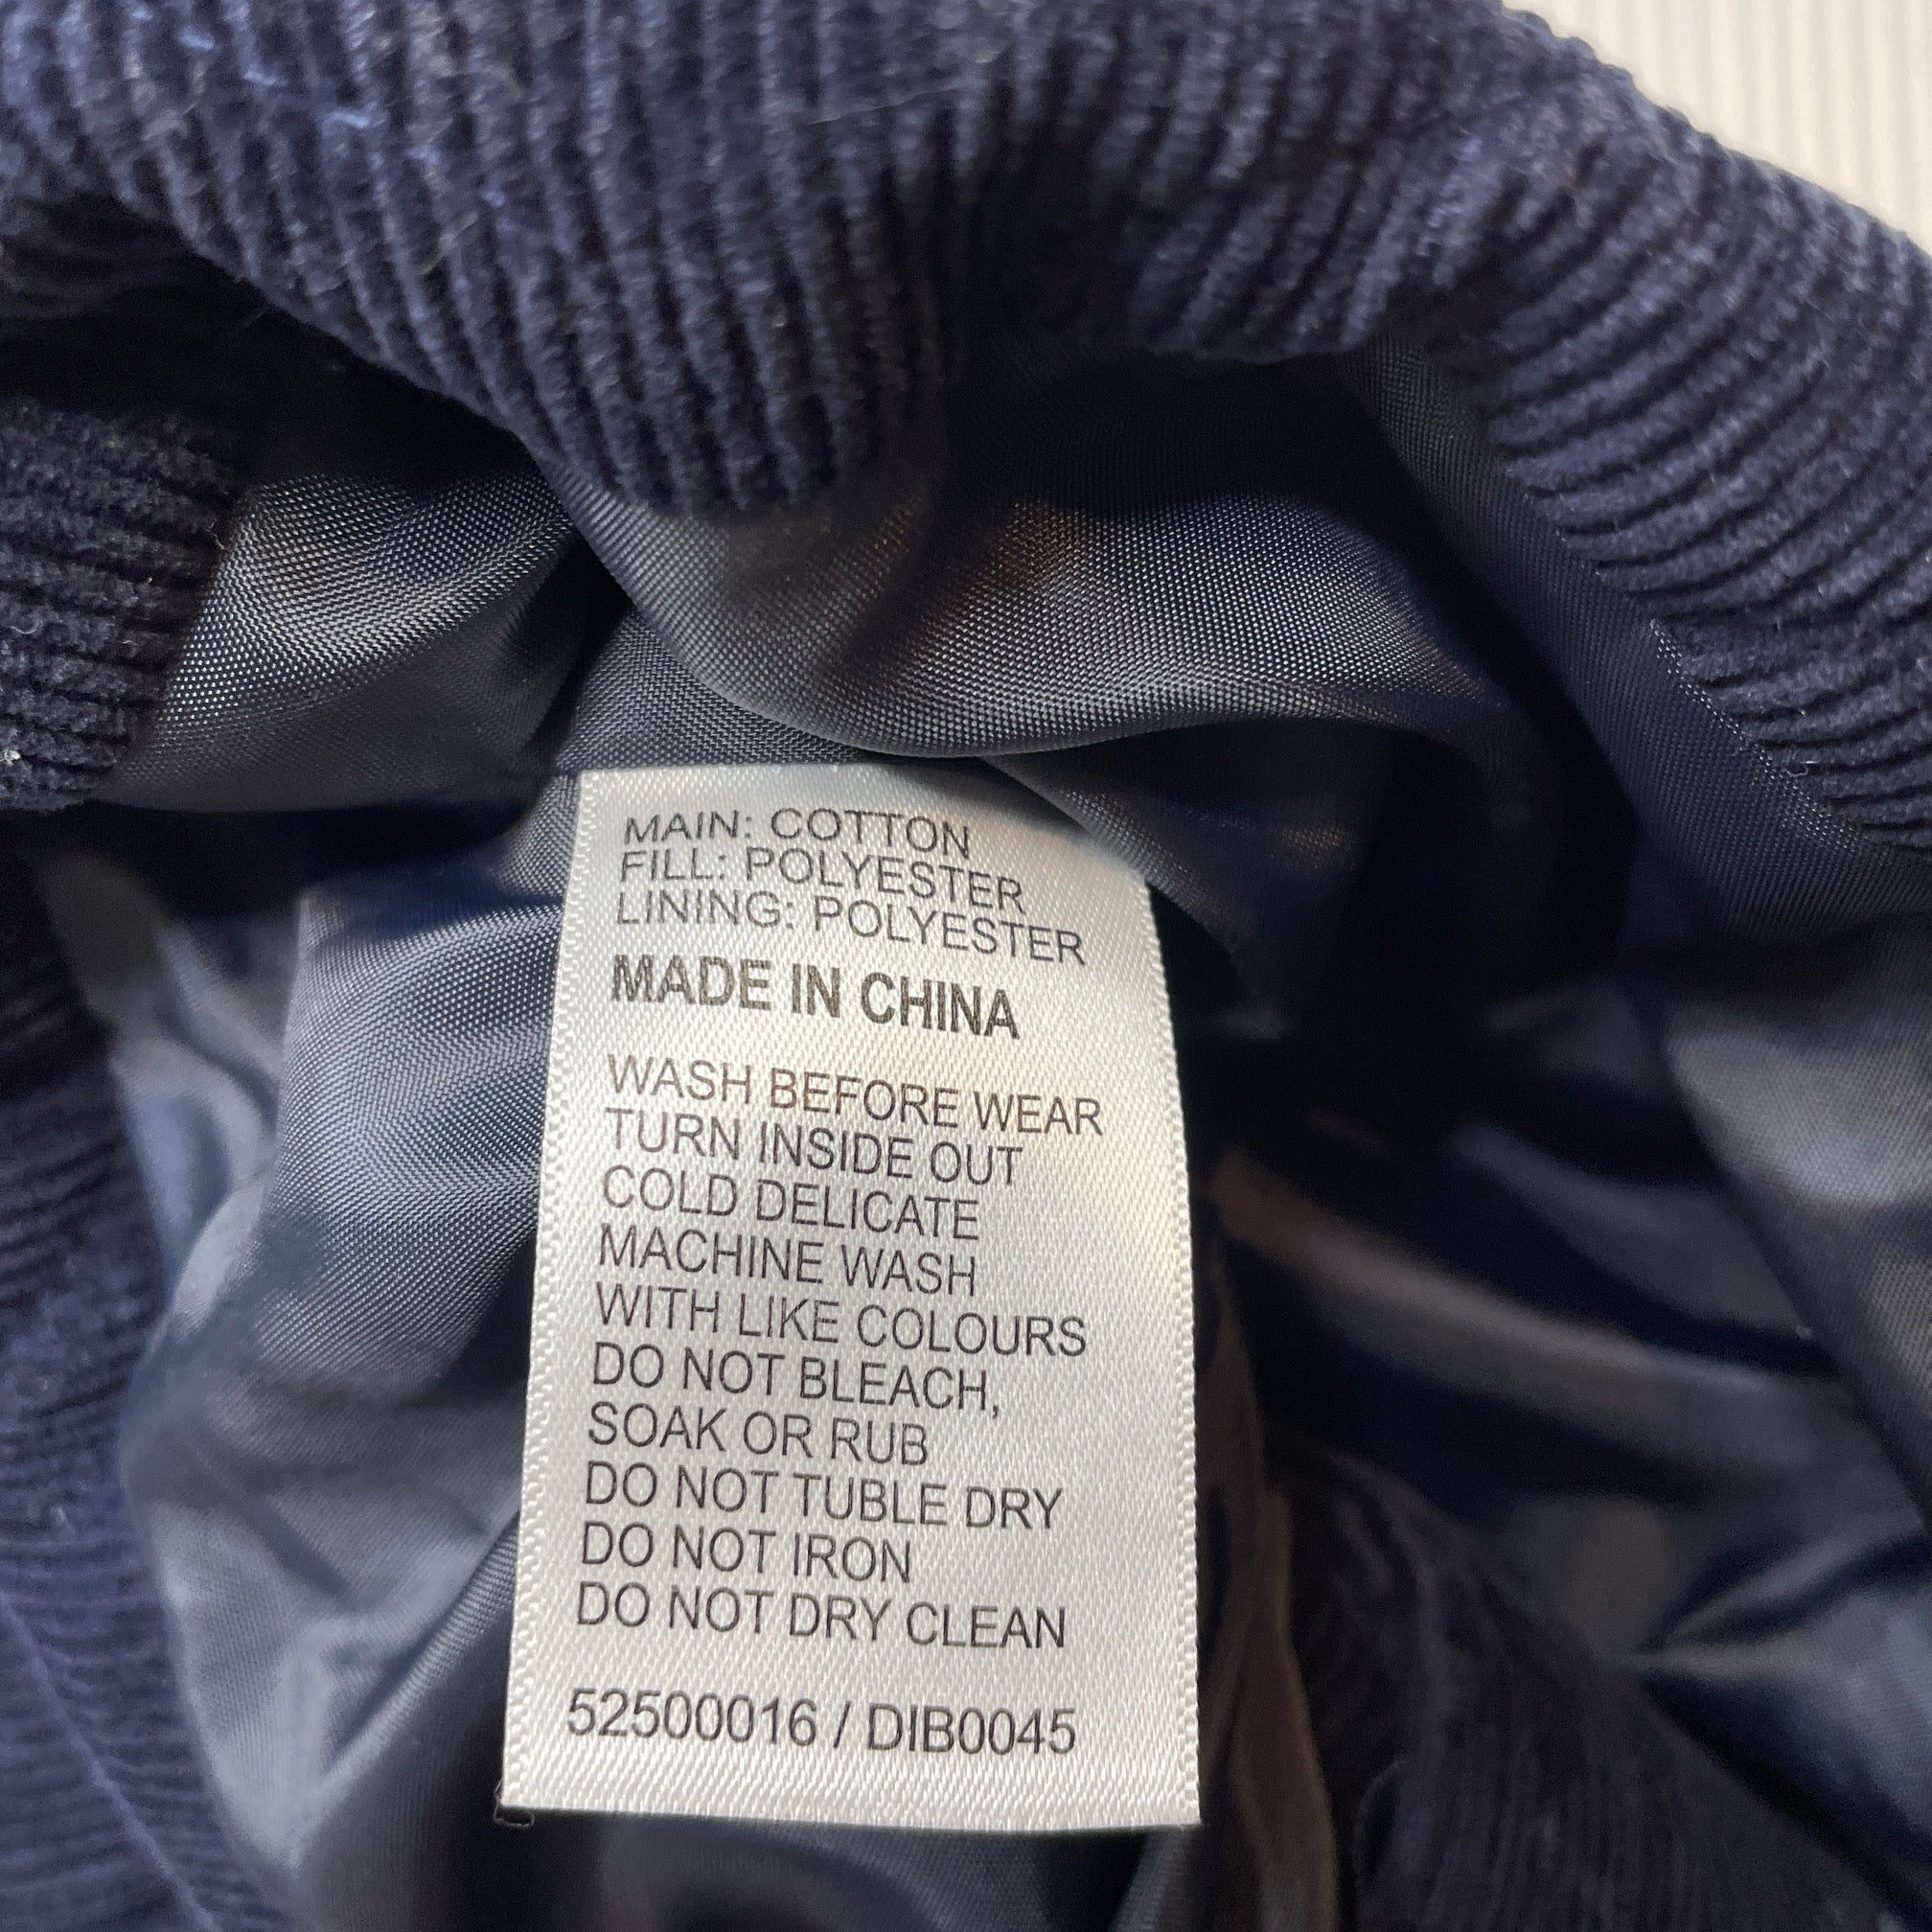 MAIN: COTTON
FILL: POLYESTER
LINING: POLYESTER
MADE IN CHINA
WASH BEFORE WEAR
TURN INSIDE OUT
COLD DELICATE
MACHINE WASH
WITH LIKE COLOURS
DO NOT BLEACH,
SOAK OR RUB
DO NOT TUBLE DRY
DO NOT IRON
DO NOT DRY CLEAN
52500016 / DIB0045